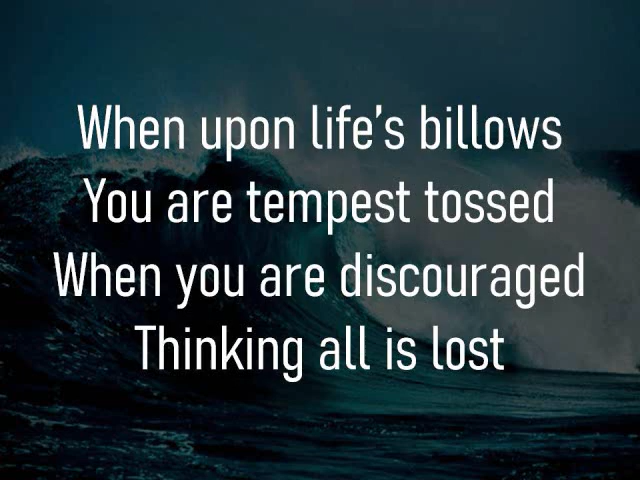 When upon life’s billows
You are tempest tossed
When you are discouraged
Thinking all is lost